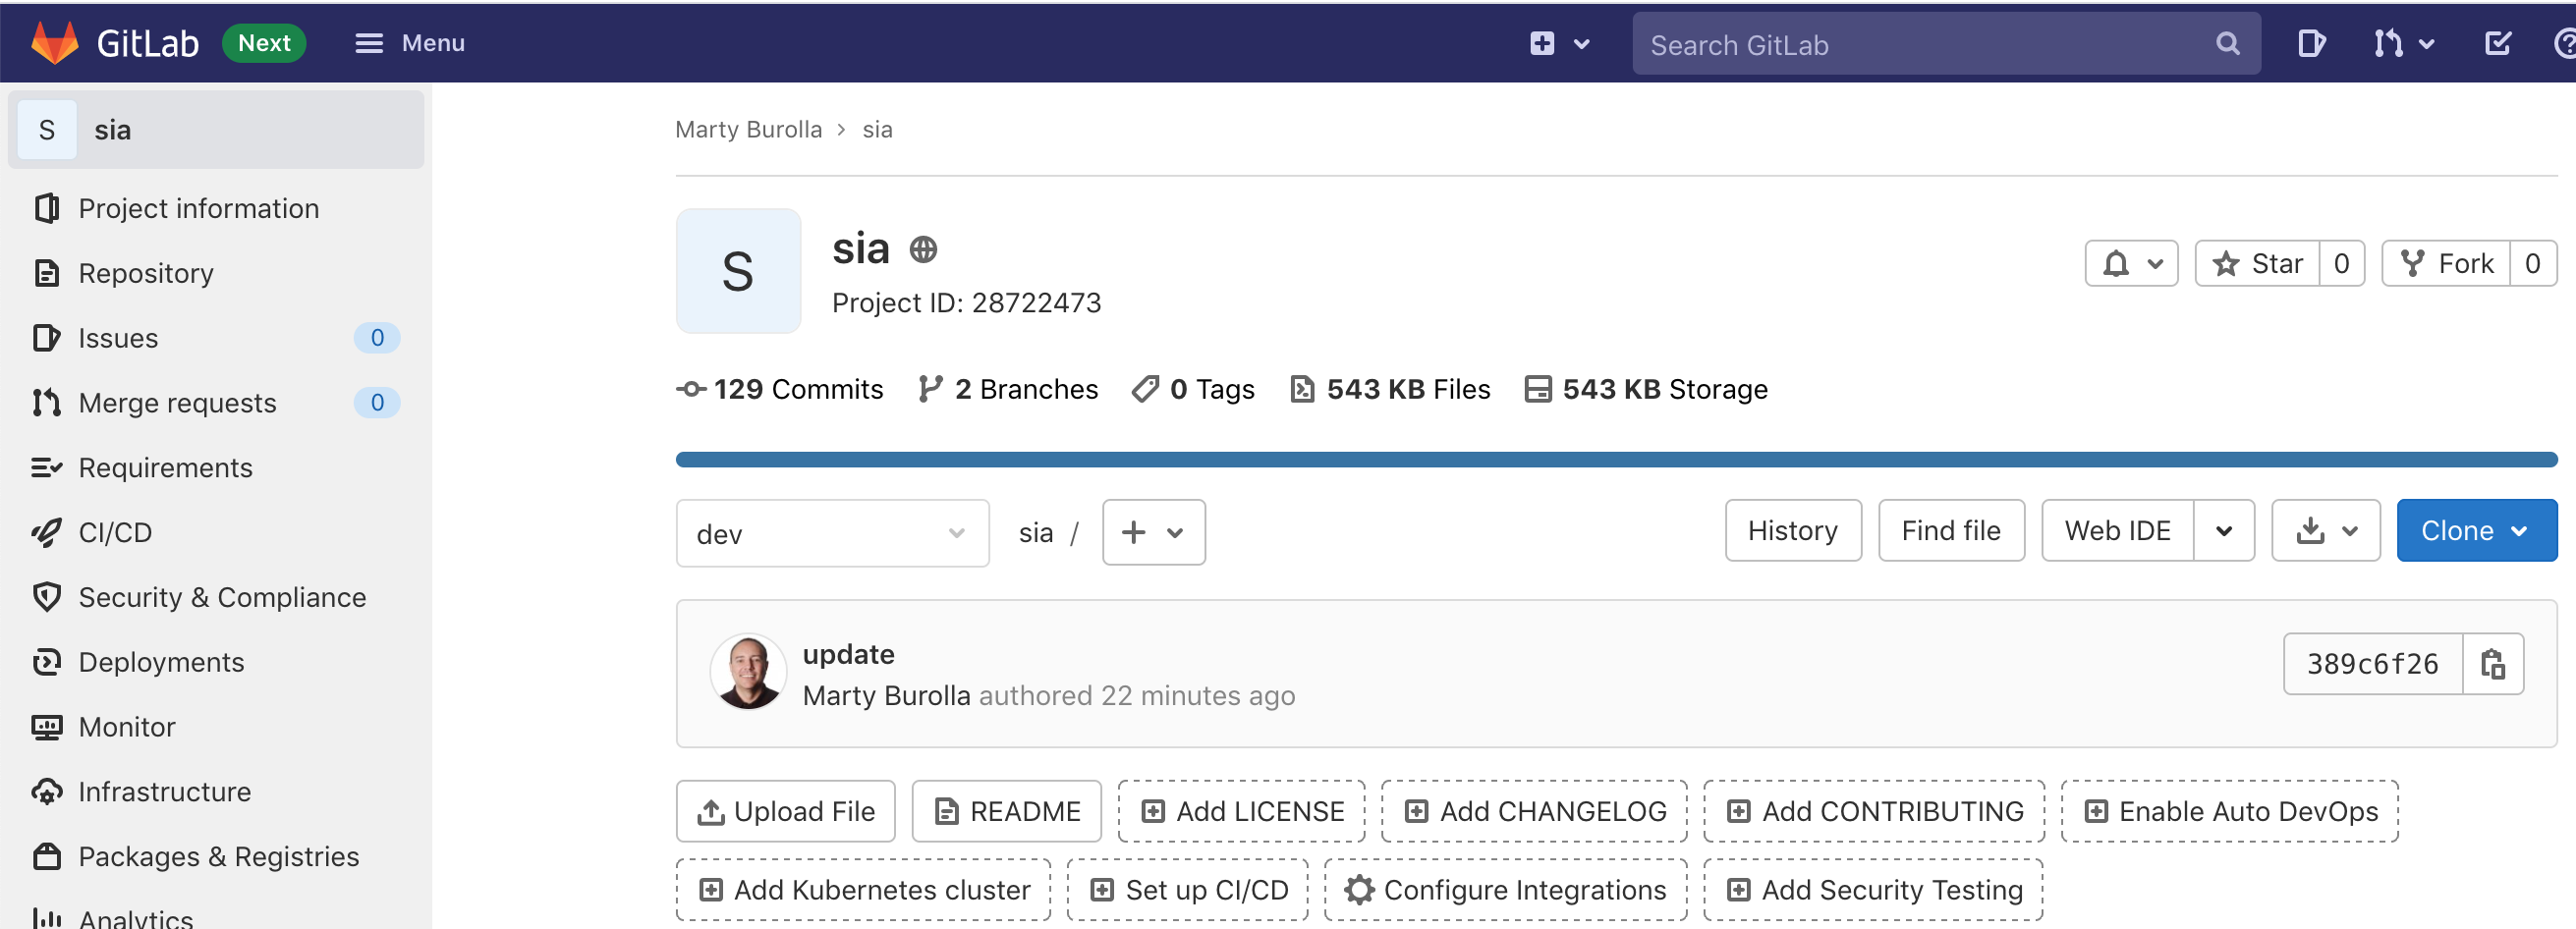 GitLab Next Menu Search GitLab
S sia
Project information
Repository
Issues 0
Merge requests 0
Requirements
CI/CD
Security & Compliance
Deployments
Monitor
Infrastructure
Packages & Registries
Analytics
Marty Burolla › sia
S
sia
Project ID: 28722473
Star 0 Fork 0
129 Commits 2 Branches 0 Tags 543 KB Files 543 KB Storage
dev sia / + History Find file Web IDE Clone
update
Marty Burolla authored 22 minutes ago
389c6f26
Upload File README Add LICENSE Add CHANGELOG Add CONTRIBUTING Enable Auto DevOps
Add Kubernetes cluster Set up CI/CD Configure Integrations Add Security Testing